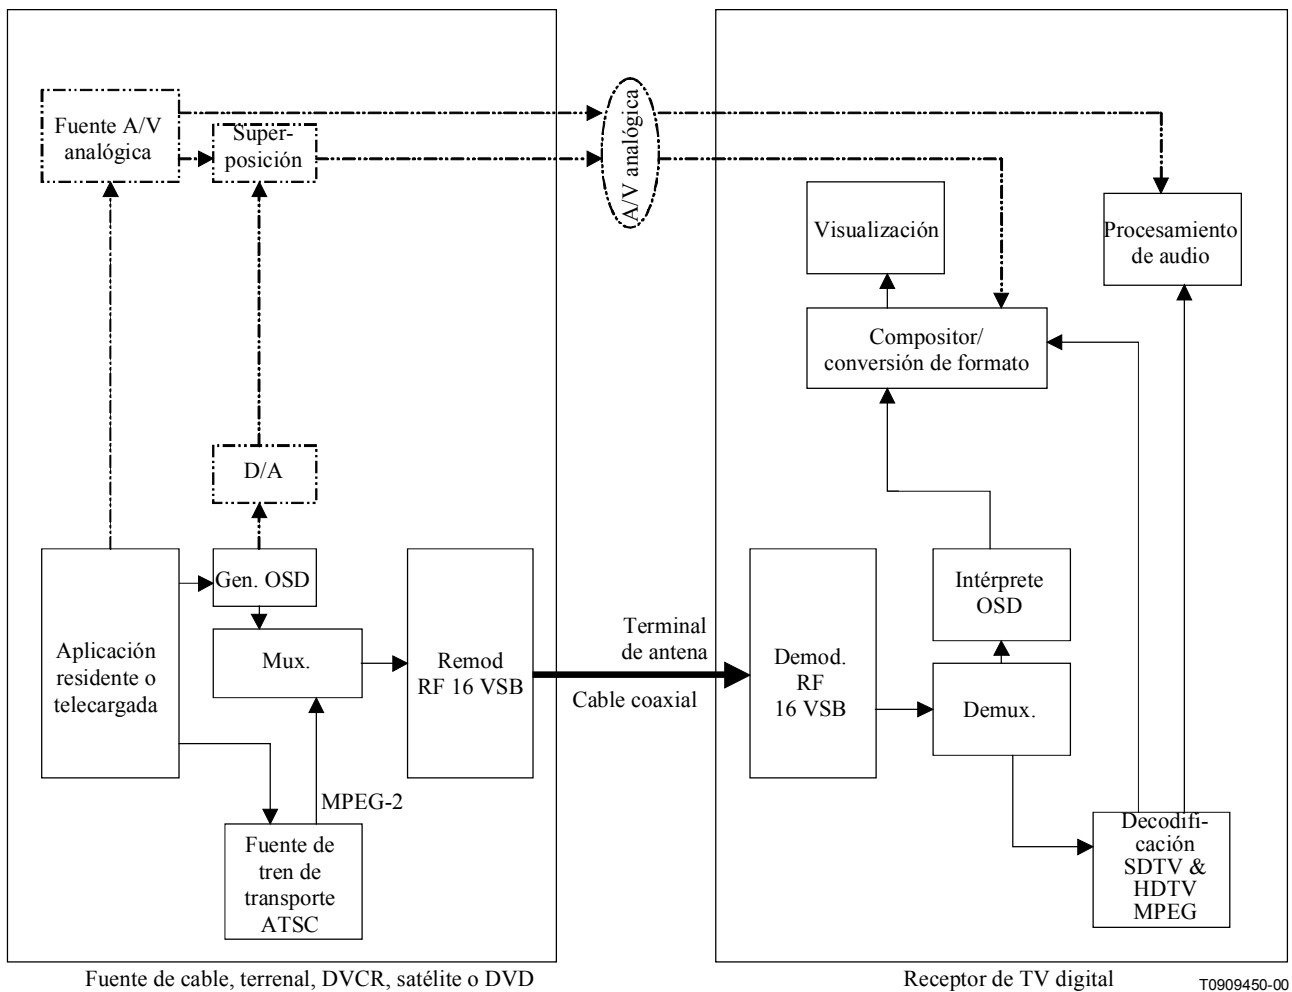 Fuente A/V
analógica
Super-
posición
A/V analógica
Visualización
Procesamiento
de audio
Compositor/
conversión de formato
D/A
Gen. OSD
Intérprete
OSD
Aplicación
residente o
telecargada
Mux.
Remod
RF 16 VSB
Terminal
de antena
Cable coaxial
Demod.
RF
16 VSB
Demux.
MPEG-2
Fuente de
tren de
transporte
ATSC
Decodifi-
cación
SDTV &
HDTV
MPEG
Fuente de cable, terrenal, DVCR, satélite o DVD
Receptor de TV digital
T0909450-00